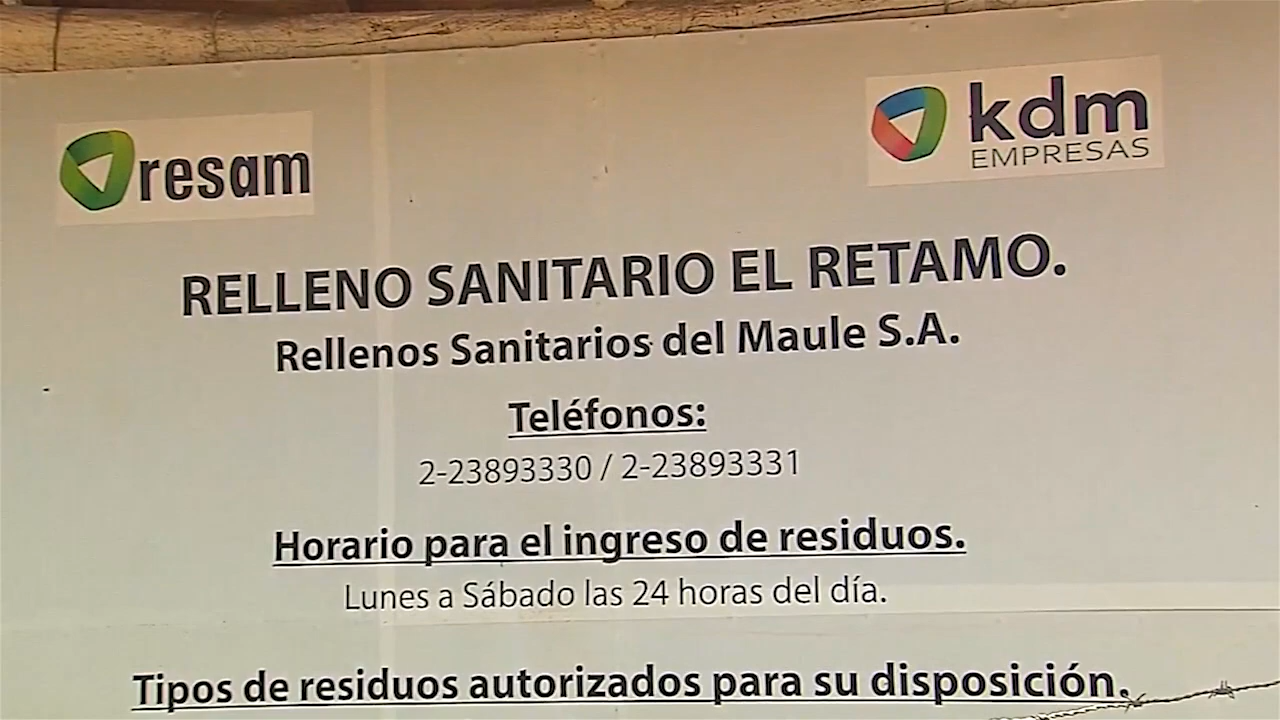 resam
kdm
EMPRESAS
RELLENO SANITARIO EL RETAMO.
Rellenos Sanitarios del Maule S.A.
Teléfonos:
2-23893330 / 2-23893331
Horario para el ingreso de residuos.
Lunes a Sábado las 24 horas del día.
Tipos de residuos autorizados para su disposición.